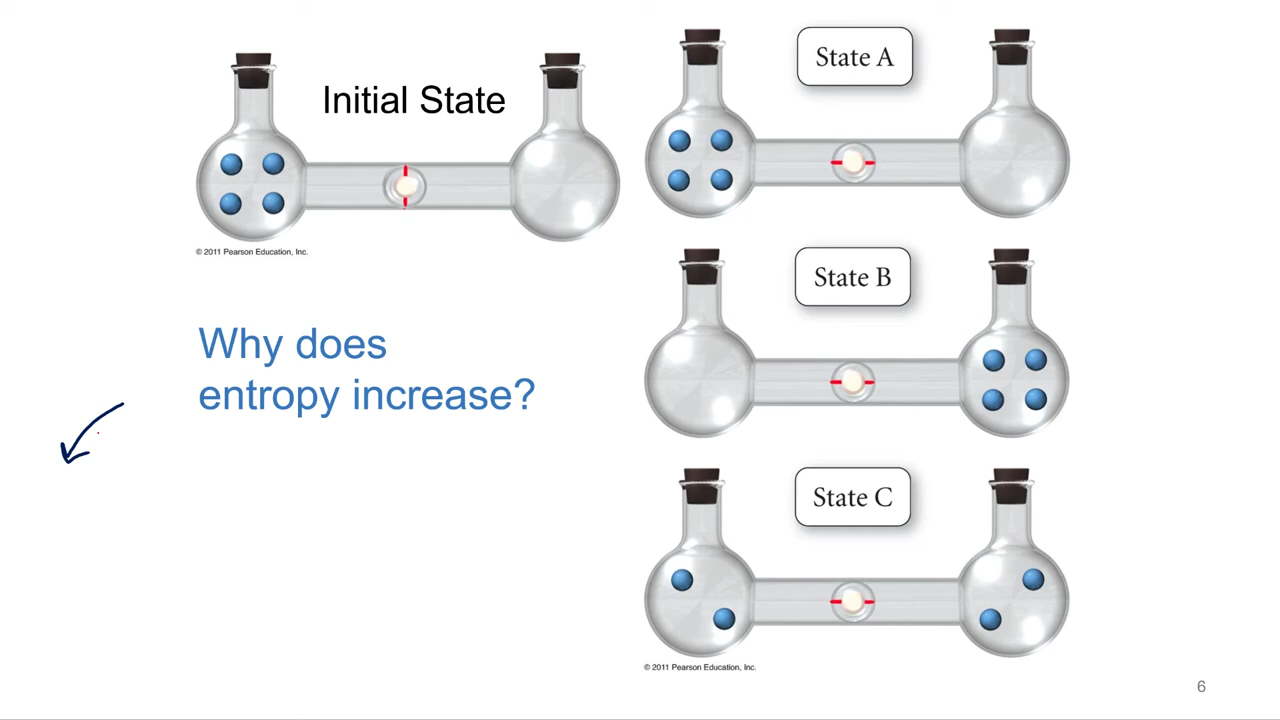 Initial State
© 2011 Pearson Education, Inc.
Why does
entropy increase?
State A
State B
State C
© 2011 Pearson Education, Inc.
6